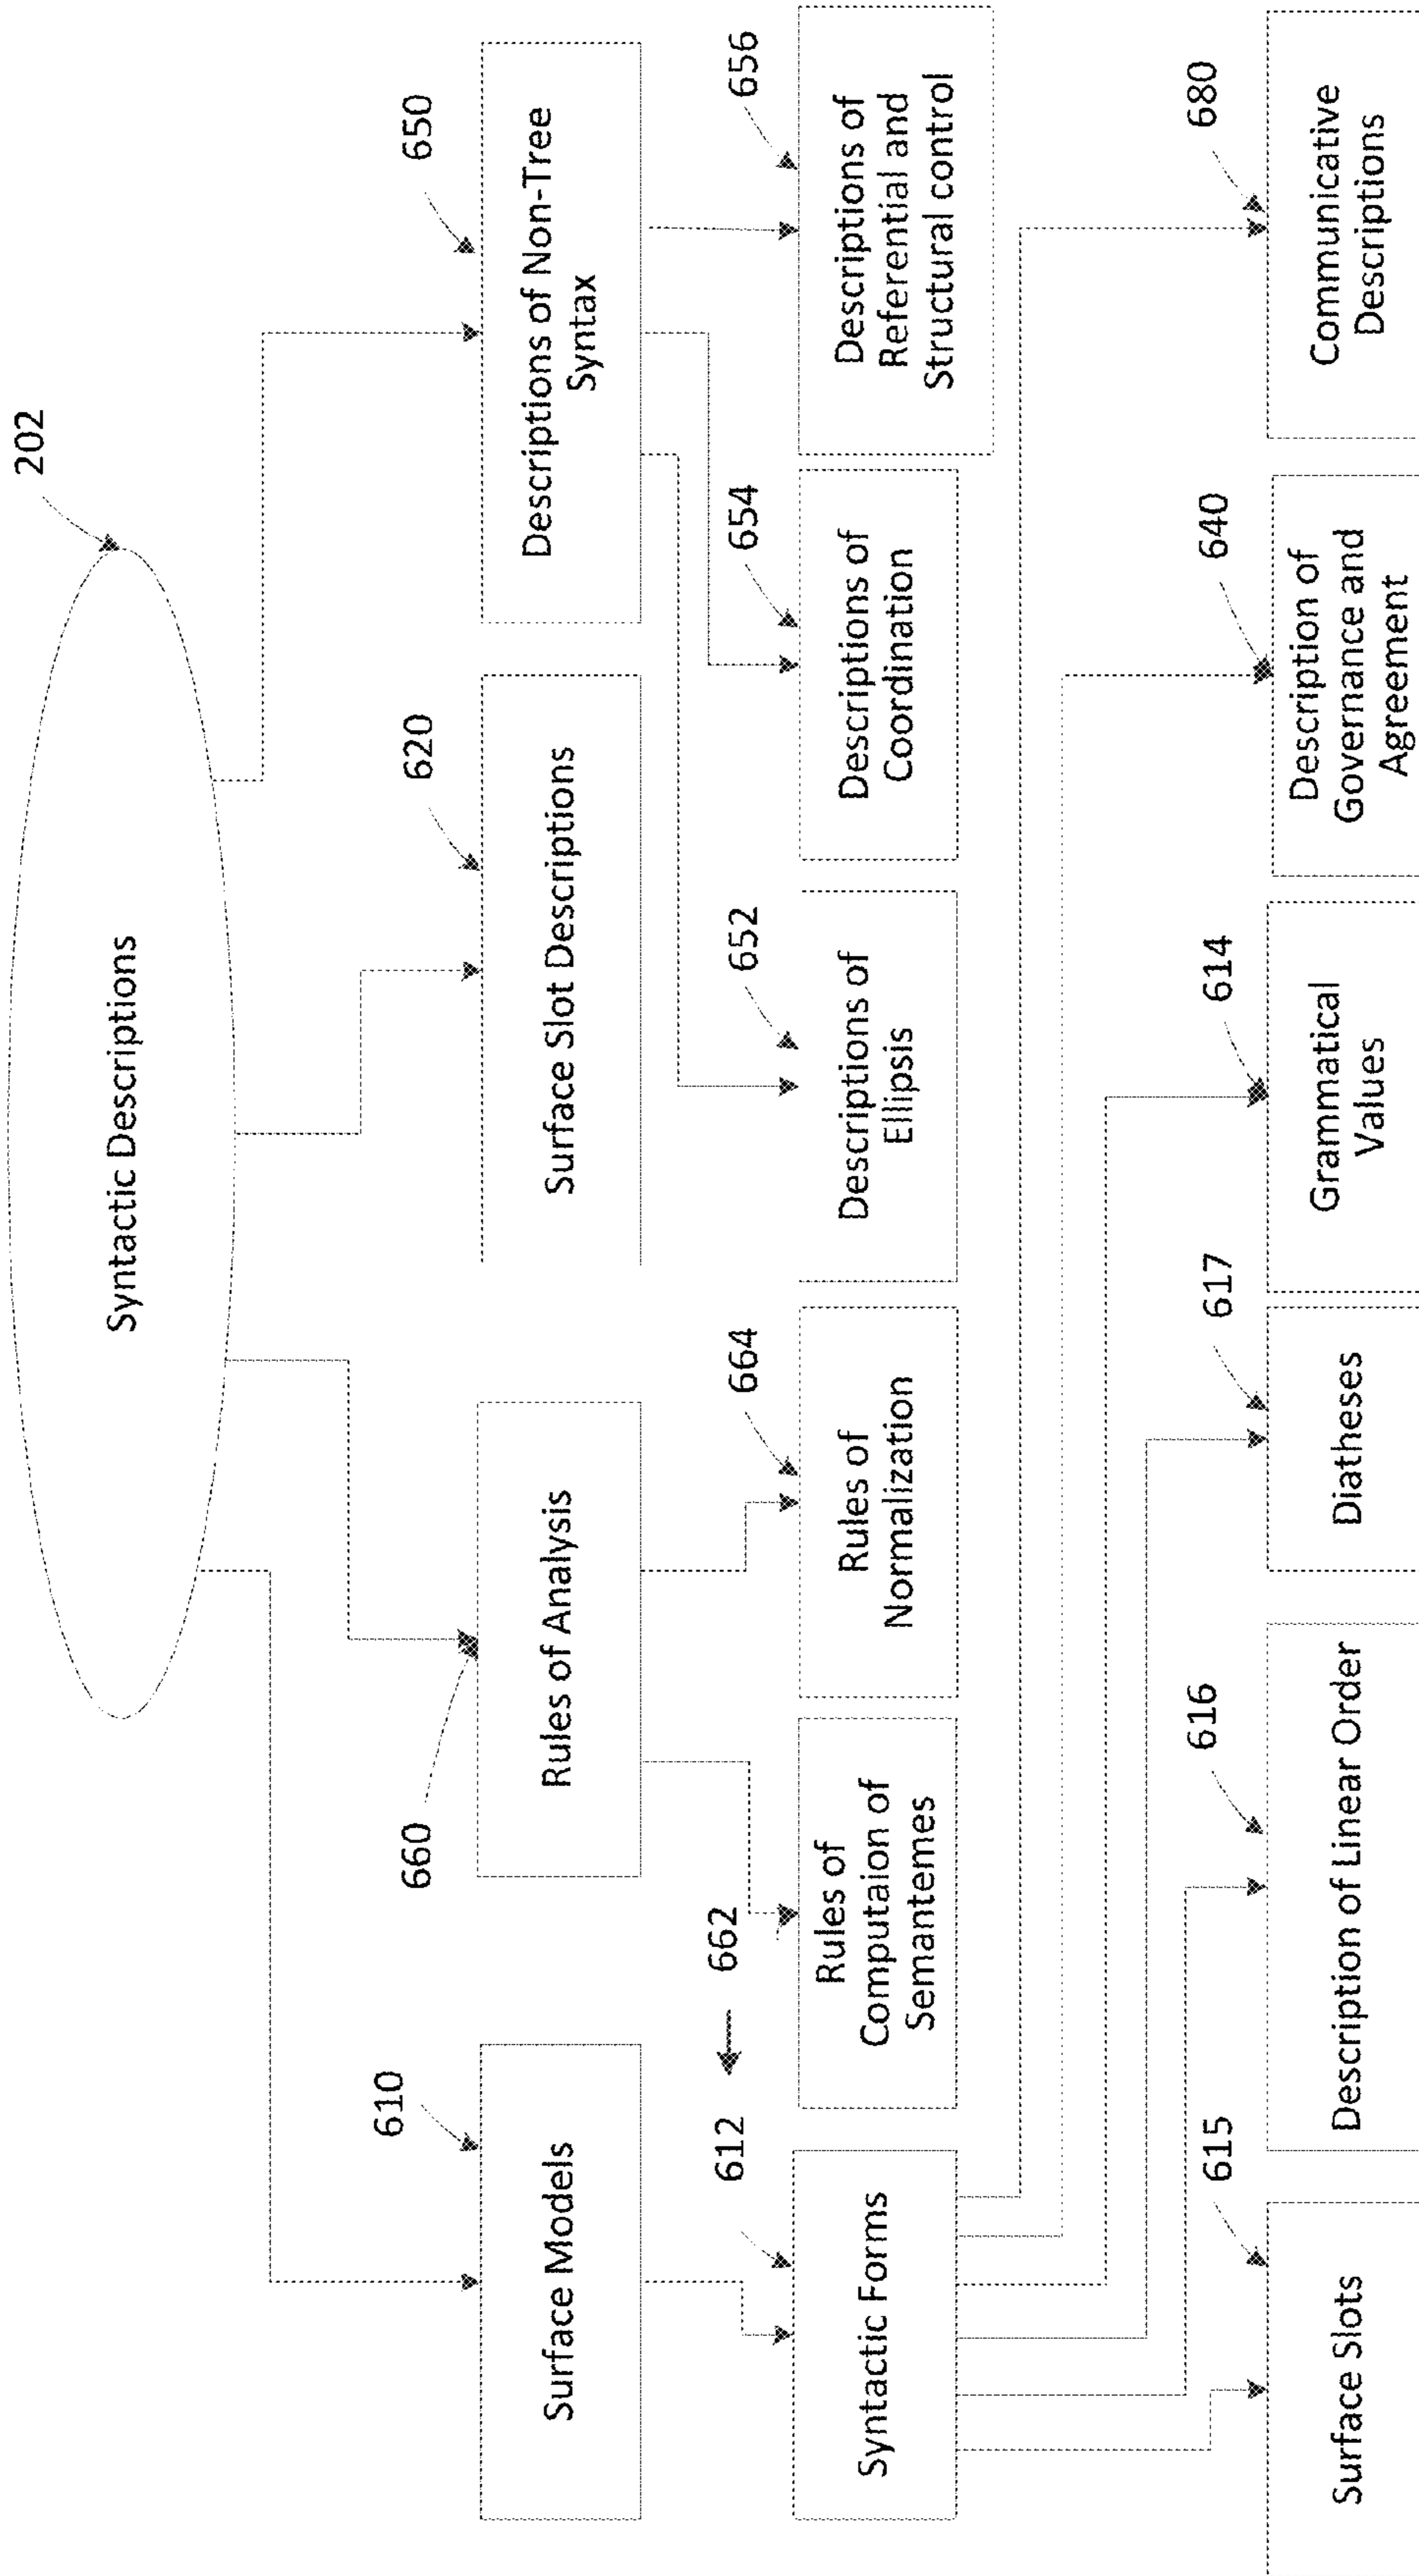 202
Syntactic Descriptions
610
660
620
650
Surface Models
Rules of Analysis
Surface Slot Descriptions
Descriptions of Non-Tree
Syntax
612
662
664
652
654
656
Syntactic Forms
Rules of
Computaion of
Semantemes
Rules of
Normalization
Descriptions of
Ellipsis
Descriptions of
Coordination
Descriptions of
Referential and
Structural control
615
616
617
614
640
680
Surface Slots
Description of Linear Order
Diatheses
Grammatical
Values
Description of
Governance and
Agreement
Communicative
Descriptions